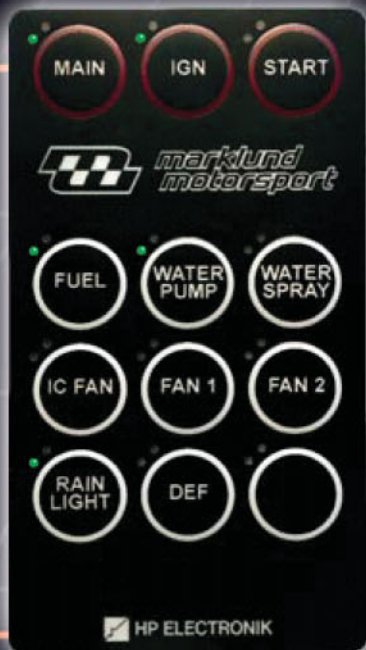 MAIN IGN START
marklund
motorsport
FUEL WATER PUMP WATER SPRAY
IC FAN FAN 1 FAN 2
RAIN LIGHT DEF
HP ELECTRONIK